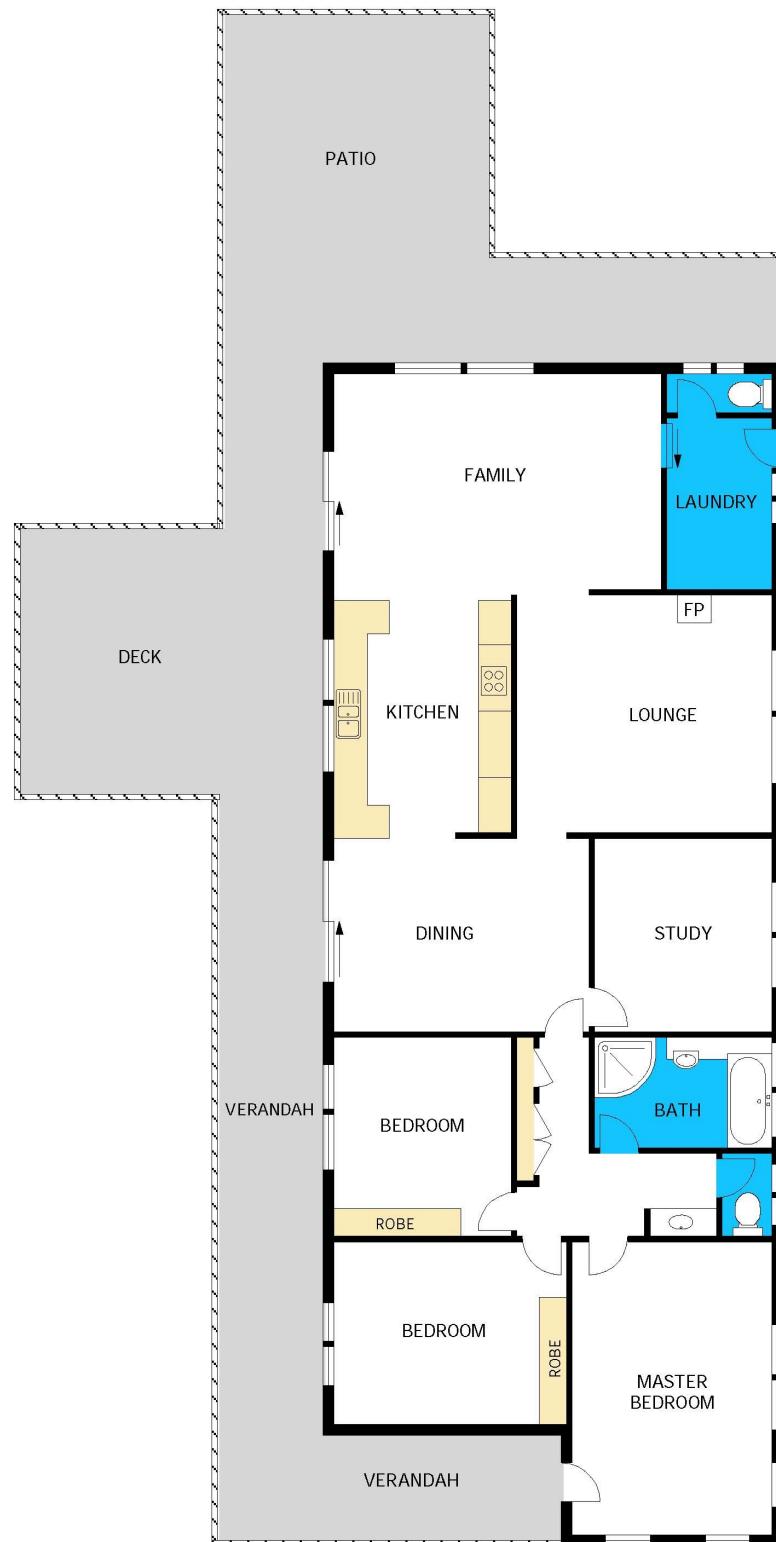 PATIO
FAMILY
LAUNDRY
FP
DECK
KITCHEN
LOUNGE
DINING
STUDY
VERANDAH
BEDROOM
BATH
ROBE
BEDROOM
ROBE
MASTER
BEDROOM
VERANDAH